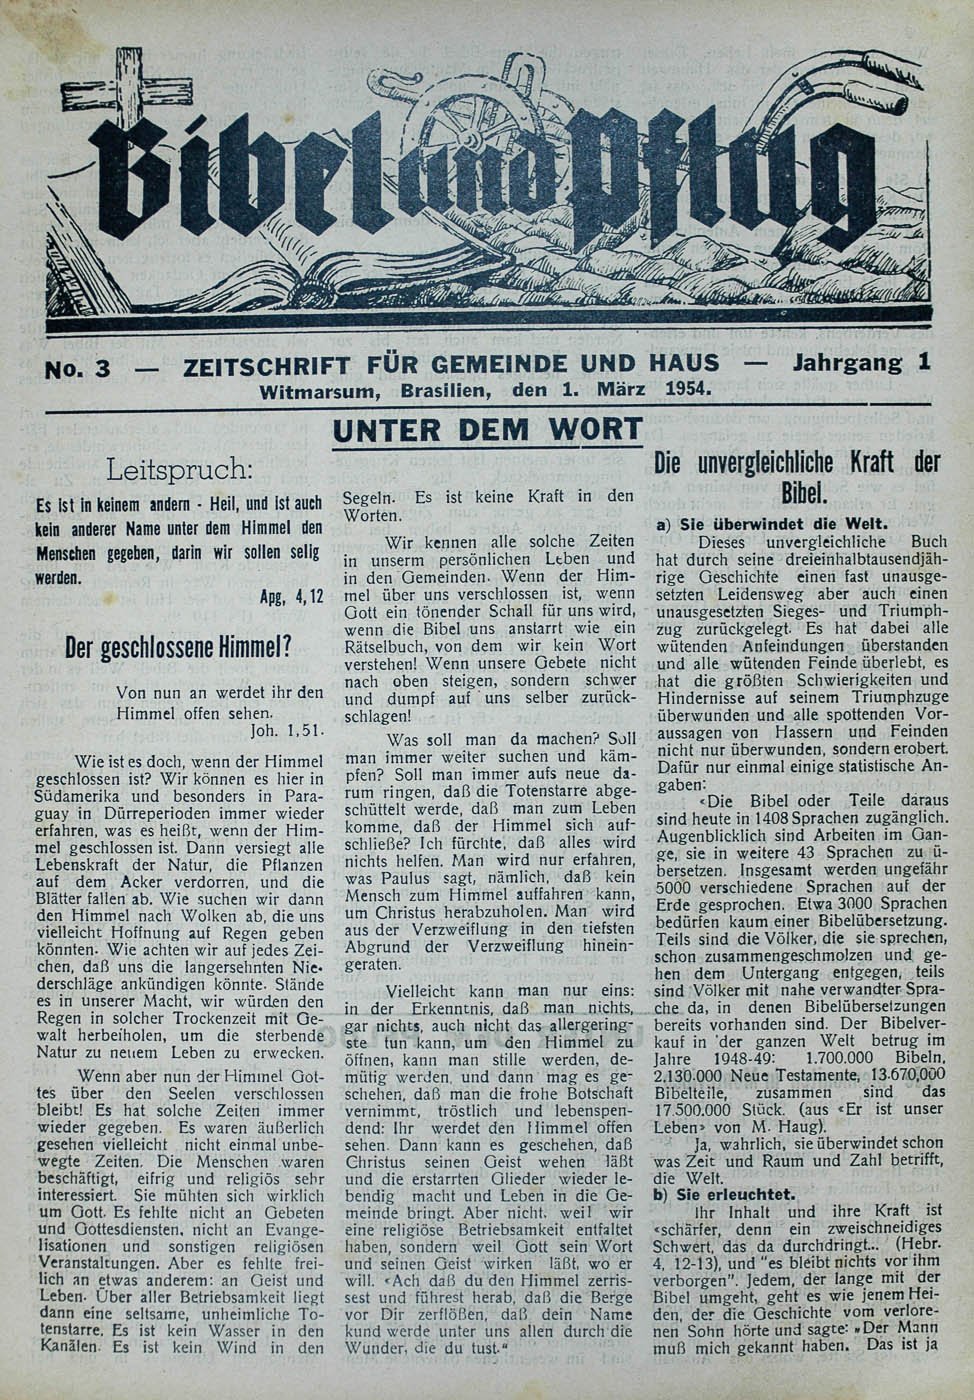 Bibel und Pflug
No. 3 — ZEITSCHRIFT FÜR GEMEINDE UND HAUS — Jahrgang 1
Witmarsum, Brasilien, den 1. März 1954.
UNTER DEM WORT
Leitspruch:
Es ist in keinem andern - Heil, und ist auch
kein anderer Name unter dem Himmel den
Menschen gegeben, darin wir sollen selig
werden.
Apg, 4,12
Der geschlossene Himmel?
Von nun an werdet ihr den
Himmel offen sehen.
Joh. 1,51.
Wie ist es doch, wenn der Himmel
geschlossen ist? Wir können es hier in
Südamerika und besonders in Para-
guay in Dürreperioden immer wieder
erfahren, was es heißt, wenn der Him-
mel geschlossen ist. Dann versiegt alle
Lebenskraft der Natur, die Pflanzen
auf dem Acker verdorren, und die
Blätter fallen ab. Wie suchen wir dann
den Himmel nach Wolken ab, die uns
vielleicht Hoffnung auf Regen geben
könnten. Wie achten wir auf jedes Zei-
chen, daß uns die langersehnten Nie-
derschläge ankündigen könnte. Stände
es in unserer Macht, wir würden den
Regen in solcher Trockenzeit mit Ge-
walt herbeiholen, um die sterbende
Natur zu neuem Leben zu erwecken.
Wenn aber nun der Himmel Got-
tes über den Seelen verschlossen
bleibt! Es hat solche Zeiten immer
wieder gegeben. Es waren äußerlich
gesehen vielleicht nicht einmal unbe-
wegte Zeiten. Die Menschen waren
beschäftigt, eifrig und religiös sehr
interessiert. Sie mühten sich wirklich
um Gott. Es fehlte nicht an Gebeten
und Gottesdiensten, nicht an Evange-
lisationen und sonstigen religiösen
Veranstaltungen. Aber es fehlte frei-
lich an etwas anderem: an Geist und
Leben. Über aller Betriebsamkeit liegt
dann eine seltsame, unheimliche To-
tenstarre. Es ist kein Wasser in den
Kanälen. Es ist kein Wind in den
Segeln. Es ist keine Kraft in den
Worten.
Wir kennen alle solche Zeiten
in unserm persönlichen Leben und
in den Gemeinden. Wenn der Him-
mel über uns verschlossen ist, wenn
Gott ein tönender Schall für uns wird,
wenn die Bibel uns anstarrt wie ein
Rätselbuch, von dem wir kein Wort
verstehen! Wenn unsere Gebete nicht
nach oben steigen, sondern schwer
und dumpf auf uns selber zurück-
schlagen!
Was soll man da machen? Soll
man immer weiter suchen und käm-
pfen? Soll man immer aufs neue da-
rum ringen, daß die Totenstarre abge-
schüttelt werde, daß man zum Leben
komme, daß der Himmel sich auf-
schließe? Ich fürchte, daß alles wird
nichts helfen. Man wird nur erfahren,
was Paulus sagt, nämlich, daß kein
Mensch zum Himmel auffahren kann,
um Christus herabzuholen. Man wird
aus der Verzweiflung in den tiefsten
Abgrund der Verzweiflung hinein-
geraten.
Vielleicht kann man nur eins:
in der Erkenntnis, daß man nichts,
gar nichts, auch nicht das allergering-
ste tun kann, um den Himmel zu
öffnen, kann man stille werden, de-
mütig werden, und dann mag es ge-
schehen, daß man die frohe Botschaft
vernimmt, tröstlich und lebenspen-
dend: Ihr werdet den Himmel offen
sehen. Dann kann es geschehen, daß
Christus seinen Geist wehen läßt
und die erstarrten Glieder wieder le-
bendig macht und Leben in die Ge-
meinde bringt. Aber nicht, weil wir
eine religiöse Betriebsamkeit entfaltet
haben, sondern weil Gott sein Wort
und seinen Geist wirken läßt, wo er
will. «Ach daß du den Himmel zerris-
sest und führest herab, daß die Berge
vor Dir zerflößen, daß dein Name
kund werde unter uns allen durch die
Wunder, die du tust.“
Die unvergleichliche Kraft der
Bibel.
a) Sie überwindet die Welt.
Dieses unvergleichliche Buch
hat durch seine dreieinhalbtausendjäh-
rige Geschichte einen fast unausge-
setzten Leidensweg aber auch einen
unausgesetzten Sieges- und Triumph-
zug zurückgelegt. Es hat dabei alle
wütenden Anfeindungen überstanden
und alle wütenden Feinde überlebt, es
hat die größten Schwierigkeiten und
Hindernisse auf seinem Triumphzuge
überwunden und alle spottenden Vor-
aussagen von Hassern und Feinden
nicht nur überwunden, sondern erobert.
Dafür nur einmal einige statistische An-
gaben:
«Die Bibel oder Teile daraus
sind heute in 1408 Sprachen zugänglich.
Augenblicklich sind Arbeiten im Gan-
ge, sie in weitere 43 Sprachen zu ü-
bersetzen. Insgesamt werden ungefähr
5000 verschiedene Sprachen auf der
Erde gesprochen. Etwa 3000 Sprachen
bedürfen kaum einer Bibelübersetzung.
Teils sind die Völker, die sie sprechen,
schon zusammengeschmolzen und ge-
hen dem Untergang entgegen, teils
sind Völker mit nahe verwandter Spra-
che da, in denen Bibelübersetzungen
bereits vorhanden sind. Der Bibelver-
kauf in der ganzen Welt betrug im
Jahre 1948-49: 1.700.000 Bibeln,
2.130.000 Neue Testamente, 13.670,000
Bibelteile, zusammen sind das
17.500.000 Stück. (aus «Er ist unser
Leben» von M. Haug).
Ja, wahrlich, sie überwindet schon
was Zeit und Raum und Zahl betrifft,
die Welt.
b) Sie erleuchtet.
Ihr Inhalt und ihre Kraft ist
«schärfer, denn ein zweischneidiges
Schwert, das da durchdringt... (Hebr.
4, 12-13), und "es bleibt nichts vor ihm
verborgen". Jedem, der lange mit der
Bibel umgeht, geht es wie jenem Hei-
den, der die Geschichte vom verlore-
nen Sohn hörte und sagte: „Der Mann
muß mich gekannt haben. Das ist ja